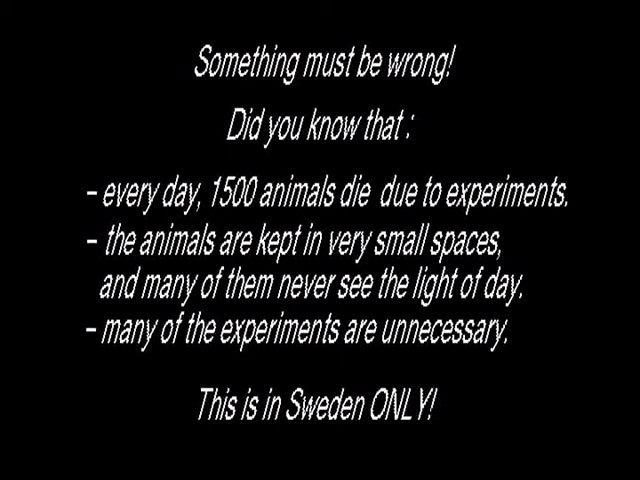 Something must be wrong!
Did you know that :
- every day, 1500 animals die due to experiments.
- the animals are kept in very small spaces,
and many of them never see the light of day.
- many of the experiments are unnecessary.
This is in Sweden ONLY!